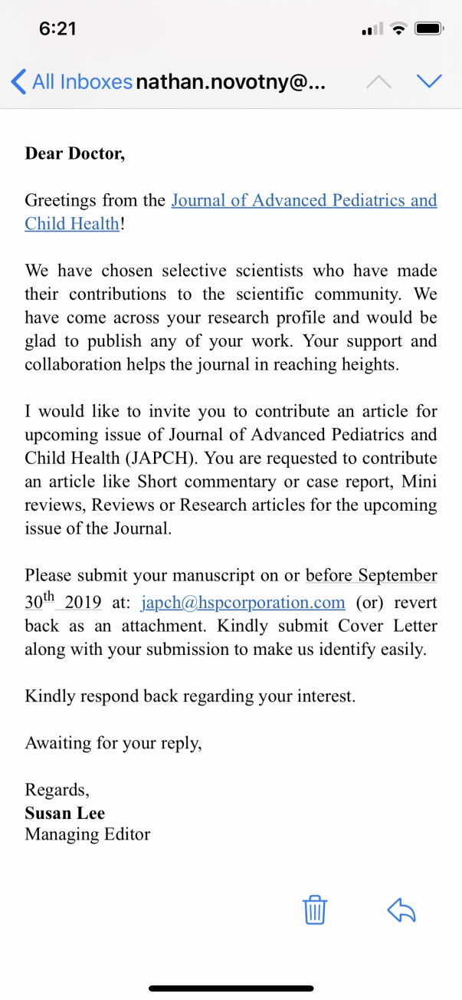 6:21
All Inboxes nathan.novotny@...
Dear Doctor,
Greetings from the Journal of Advanced Pediatrics and
Child Health!
We have chosen selective scientists who have made
their contributions to the scientific community. We
have come across your research profile and would be
glad to publish any of your work. Your support and
collaboration helps the journal in reaching heights.
I would like to invite you to contribute an article for
upcoming issue of Journal of Advanced Pediatrics and
Child Health (JAPCH). You are requested to contribute
an article like Short commentary or case report, Mini
reviews, Reviews or Research articles for the upcoming
issue of the Journal.
Please submit your manuscript on or before September
30th 2019 at: japch@hspcorporation.com (or) revert
back as an attachment. Kindly submit Cover Letter
along with your submission to make us identify easily.
Kindly respond back regarding your interest.
Awaiting for your reply,
Regards,
Susan Lee
Managing Editor